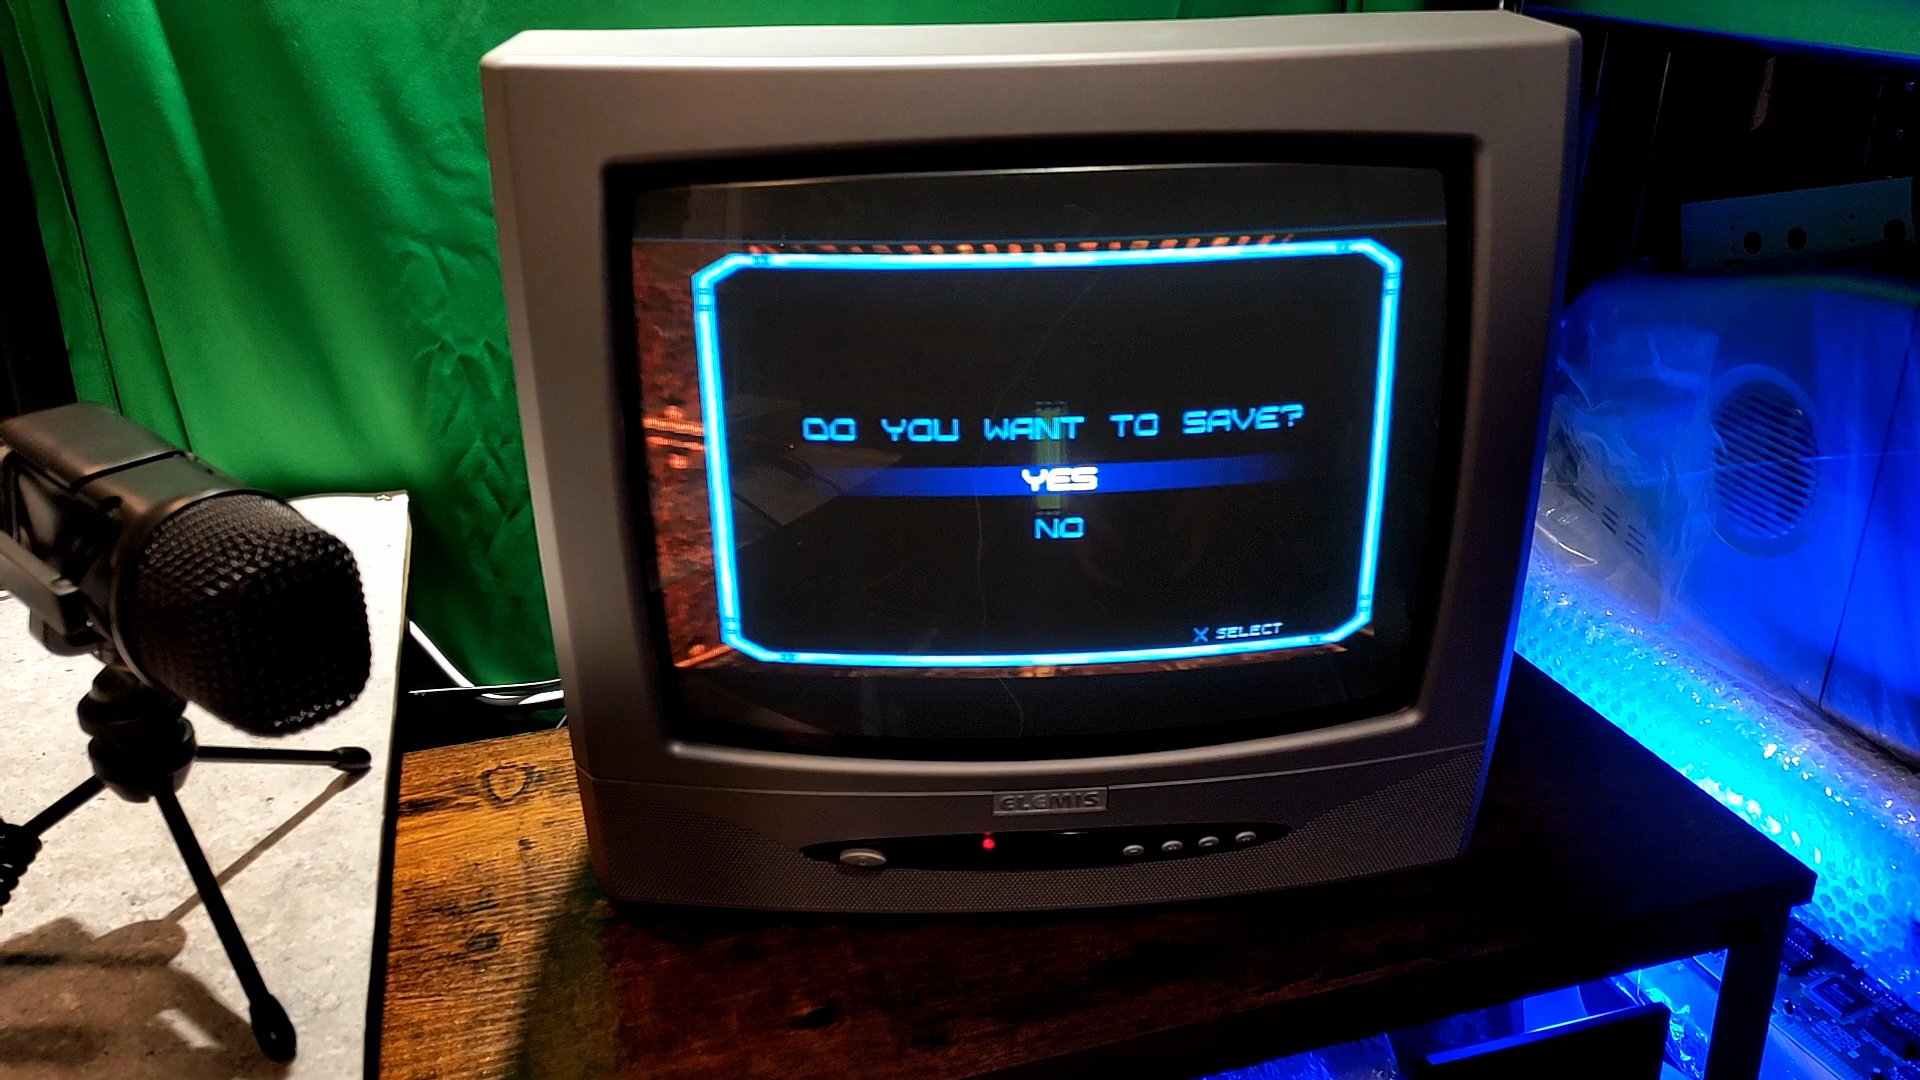 DO YOU WANT TO SAVE?
YES
NO
X SELECT
ELEMIS